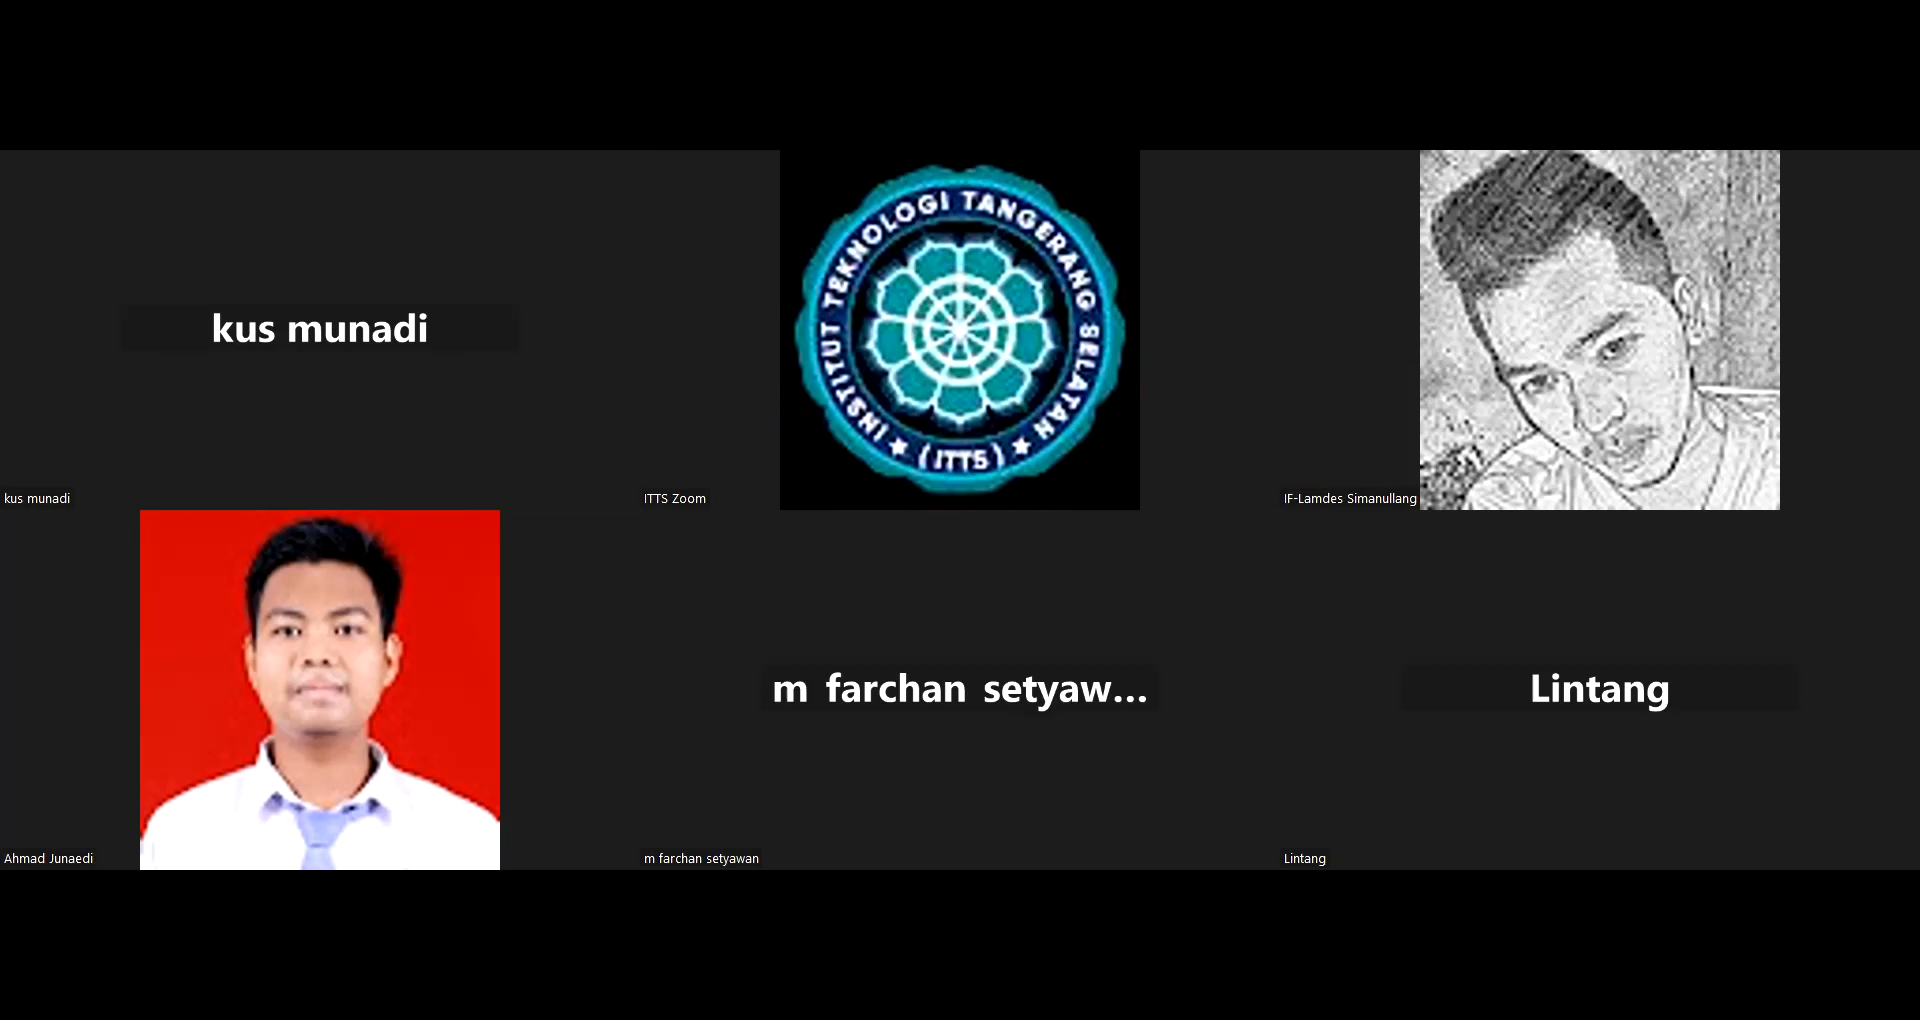 kus munadi
kus munadi
INSTITUT TEKNOLOGI TANGERANG SELATAN
(ITTS)
ITTS Zoom
IF-Lamdes Simanullang
Ahmad Junaedi
m farchan setyaw...
m farchan setyawan
Lintang
Lintang